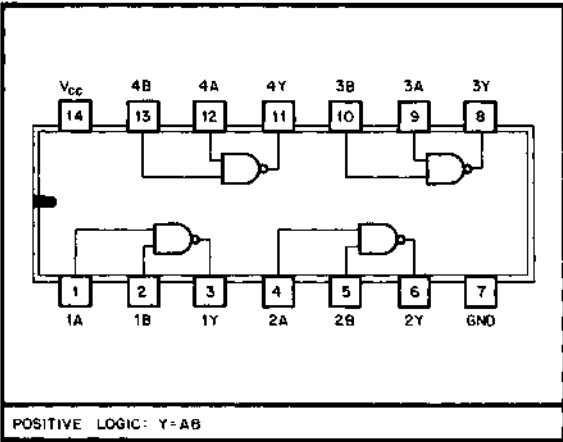 Vcc 4B 4A 4Y 3B 3A 3Y
14 13 12 11 10 9 8
1 2 3 4 5 6 7
1A 1B 1Y 2A 2B 2Y GND
POSITIVE LOGIC: Y=AB